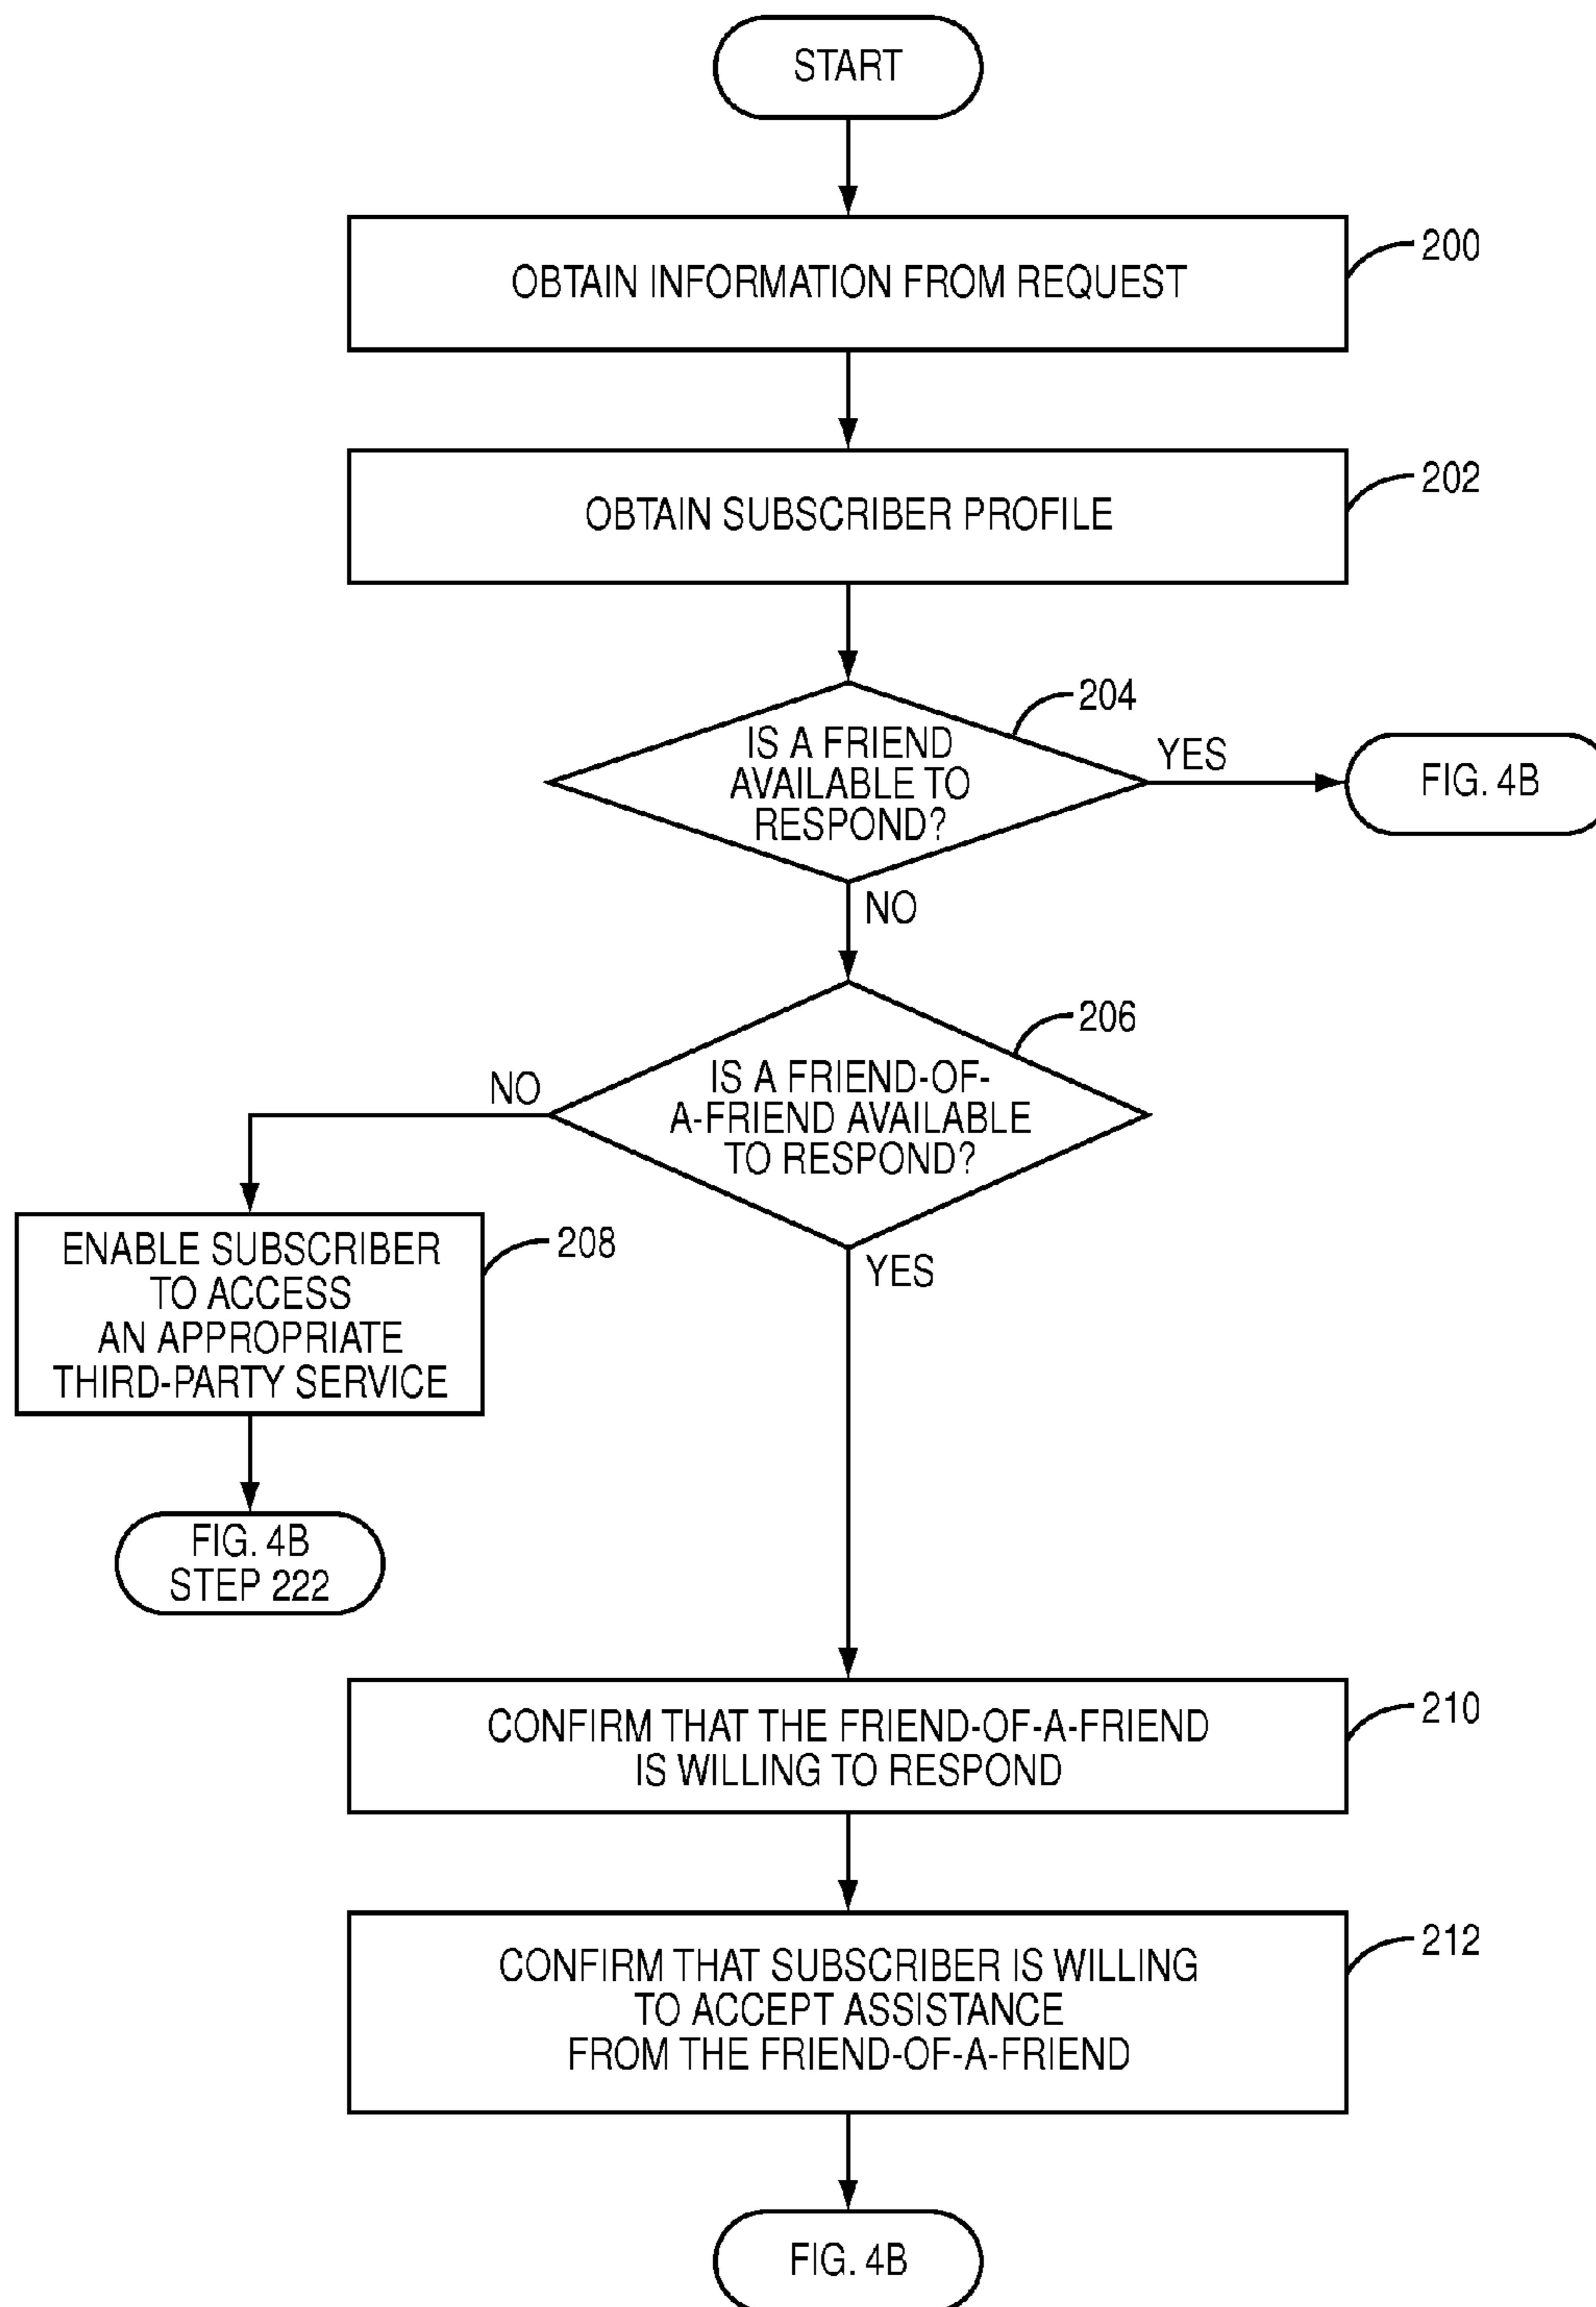 START
OBTAIN INFORMATION FROM REQUEST
200
OBTAIN SUBSCRIBER PROFILE
202
IS A FRIEND
AVAILABLE TO
RESPOND?
204
YES
FIG. 4B
NO
IS A FRIEND-OF-
A-FRIEND AVAILABLE
TO RESPOND?
206
NO
ENABLE SUBSCRIBER
TO ACCESS
AN APPROPRIATE
THIRD-PARTY SERVICE
208
YES
FIG. 4B
STEP 222
CONFIRM THAT THE FRIEND-OF-A-FRIEND
IS WILLING TO RESPOND
210
CONFIRM THAT SUBSCRIBER IS WILLING
TO ACCEPT ASSISTANCE
FROM THE FRIEND-OF-A-FRIEND
212
FIG. 4B